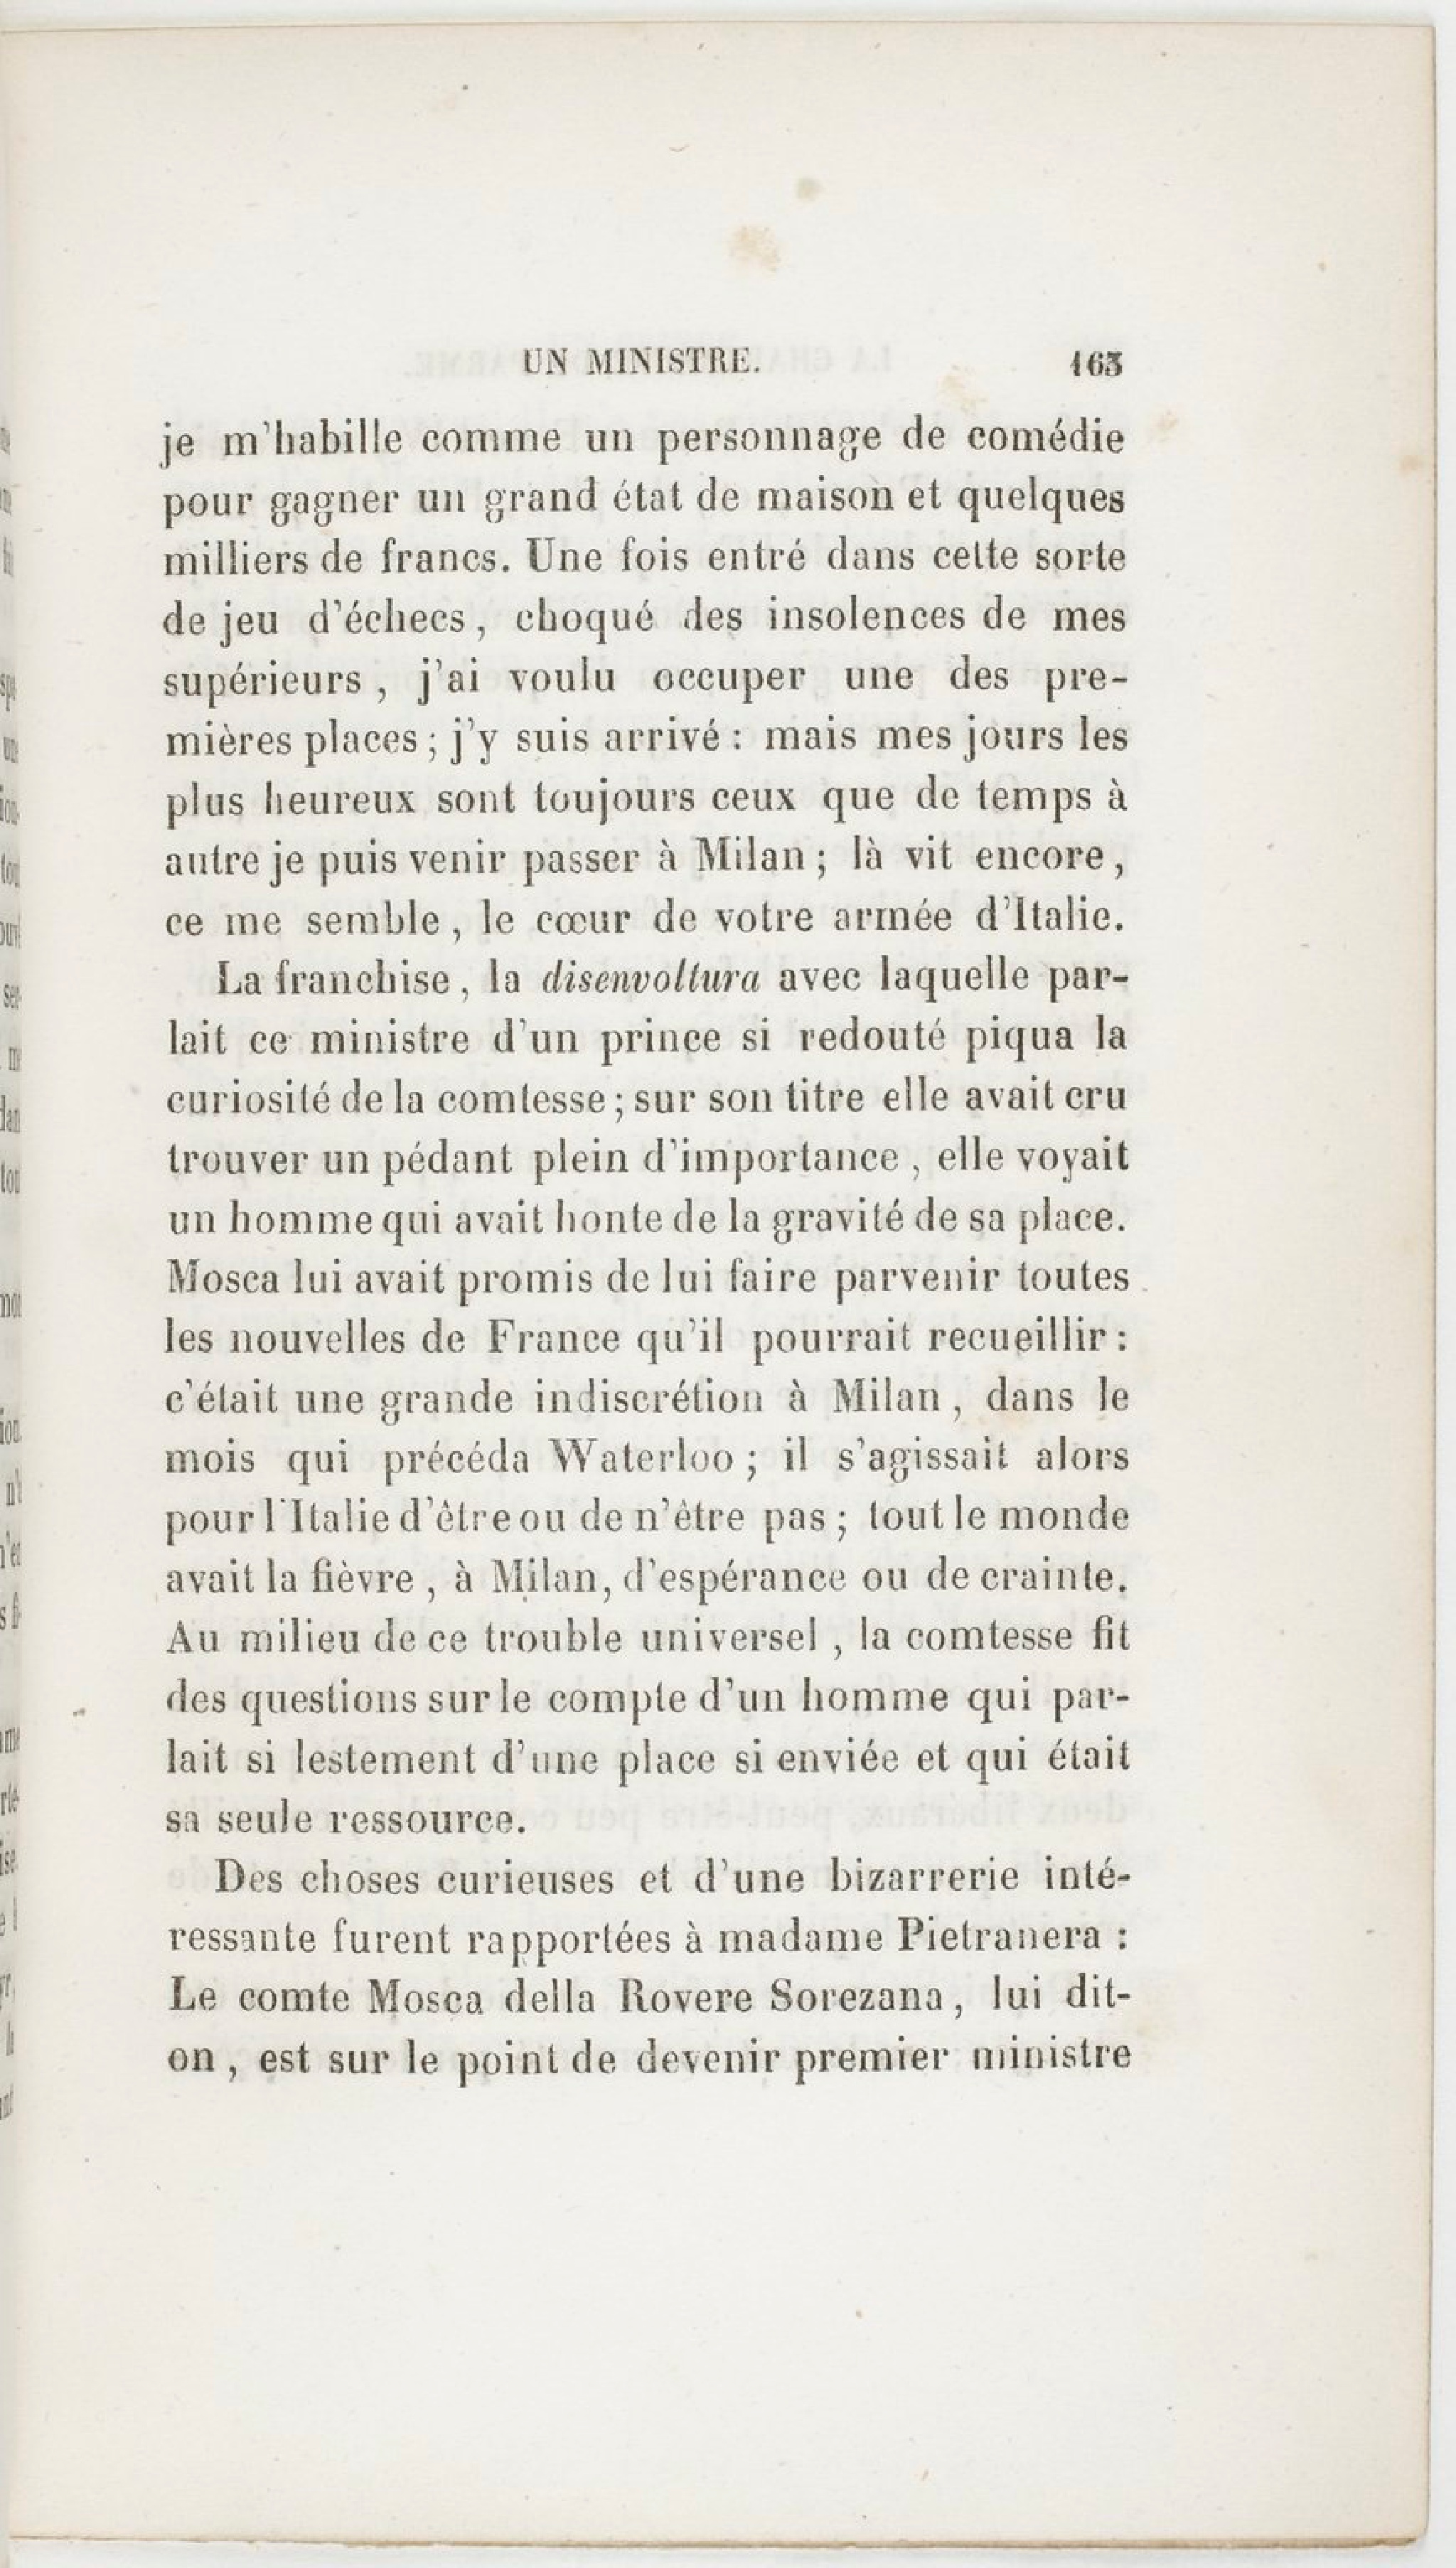 UN MINISTRE. 163
je m'habille comme un personnage de comédie
pour gagner un grand état de maison et quelques
milliers de francs. Une fois entré dans cette sorte
de jeu d'échecs, choqué des insolences de mes
supérieurs, j'ai voulu occuper une des pre-
mières places; j'y suis arrivé : mais mes jours les
plus heureux sont toujours ceux que de temps à
autre je puis venir passer à Milan; là vit encore,
ce me semble, le cœur de votre armée d'Italie.
La franchise, la disenvoltura avec laquelle par-
lait ce ministre d'un prince si redouté piqua la
curiosité de la comtesse; sur son titre elle avait cru
trouver un pédant plein d'importance, elle voyait
un homme qui avait honte de la gravité de sa place.
Mosca lui avait promis de lui faire parvenir toutes
les nouvelles de France qu'il pourrait recueillir :
c'était une grande indiscrétion à Milan, dans le
mois qui précéda Waterloo; il s'agissait alors
pour l'Italie d'être ou de n'être pas; tout le monde
avait la fièvre, à Milan, d'espérance ou de crainte.
Au milieu de ce trouble universel, la comtesse fit
des questions sur le compte d'un homme qui par-
lait si lestement d'une place si enviée et qui était
sa seule ressource.
Des choses curieuses et d'une bizarrerie inté-
ressante furent rapportées à madame Pietranera :
Le comte Mosca della Rovere Sorezana, lui dit-
on, est sur le point de devenir premier ministre